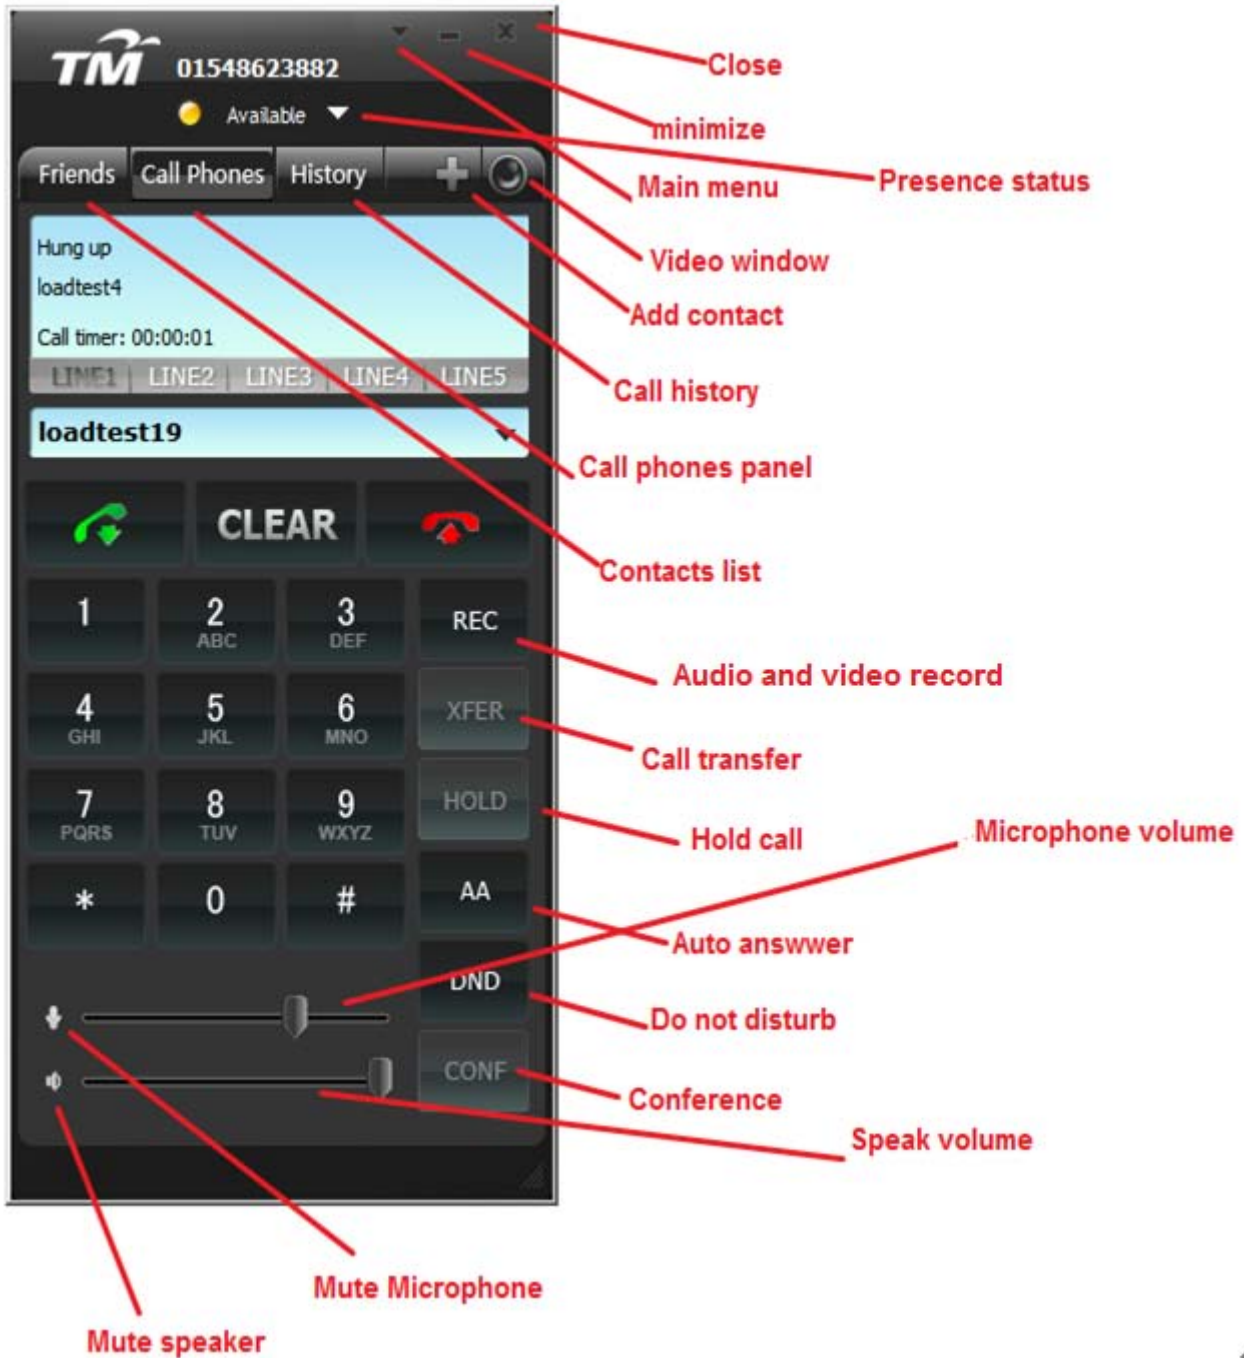 TM
01548623882
Close
Available
minimize
Friends Call Phones History
Main menu
Presence status
Hung up
Video window
loadtest4
Add contact
Call timer: 00:00:01
LINE1 LINE2 LINE3 LINE4 LINE5
Call history
loadtest19
Call phones panel
CLEAR
Contacts list
1 2 ABC 3 DEF REC
Audio and video record
4 GHI 5 JKL 6 MNO XFER
Call transfer
7 PQRS 8 TUV 9 WXYZ HOLD
Hold call
Microphone volume
* 0 # AA
Auto answwer
DND
Do not disturb
CONF
Conference
Speak volume
Mute Microphone
Mute speaker